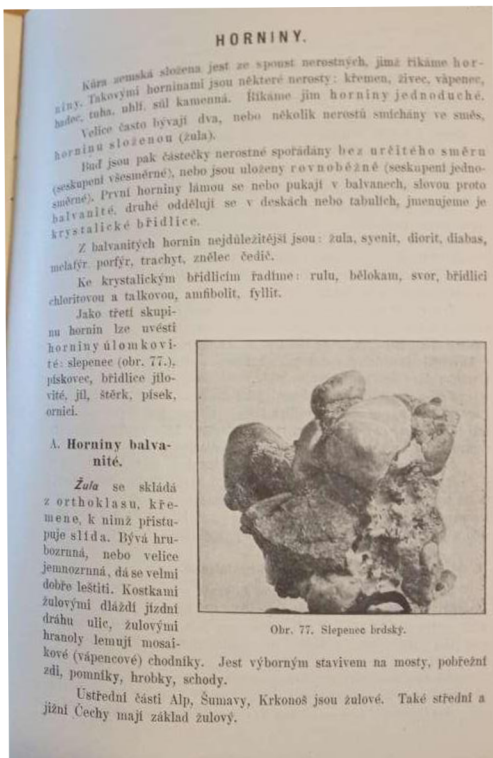 HORNINY.
Kůra zemská složena jest ze spoust nerostných, jimž říkáme hor-
niny. Takovými horninami jsou některé nerosty: křemen, živec, vápenec,
hadec, tuha, uhlí, sůl kamenná. Říkáme jim horniny jednoduché.
Velice často bývají dva, nebo několik nerostů smíchány ve směs,
horninu složenou (žula).
Buď jsou pak částečky nerostné spořádány bez určitého směru
(seskupení všesměrné), nebo jsou uloženy rovnoběžně (seskupení jedno-
směrné). První horniny lámou se nebo pukají v balvanech, slovou proto
balvanité, druhé oddělují se v deskách nebo tabulích, jmenujeme je
krystalické břidlice.
Z balvanitých hornin nejdůležitější jsou: žula, syenit, diorit, diabas,
melafýr, porfýr, trachyt, znělec čedič.
Ke krystalickým břidlicím řadíme: rulu, bělokam, svor, břidlici
chloritovou a talkovou, amfibolit, fyllit.
Jako třetí skupi-
nu hornin lze uvésti
horniny úlomkovi-
té: slepenec (obr. 77.),
pískovec, břidlice jílo-
vité, jíl, štěrk, písek,
ornici.
A. Horniny balva-
nité.
Žula se skládá
z orthoklasu, kře-
mene, k nimž přistu-
puje slída. Bývá hru-
bozrnná, nebo velice
jemnozrnná, dá se velmi
dobře leštiti. Kostkami
žulovými dláždí jízdní
dráhu ulic, žulovými
hranoly lemují mosai-
kové (vápencové) chodníky. Jest výborným stavivem na mosty, pobřežní
zdi, pomníky, hrobky, schody.
Ústřední části Alp, Šumavy, Krkonoš jsou žulové. Také střední a
jižní Čechy mají základ žulový.
Obr. 77. Slepenec brdský.